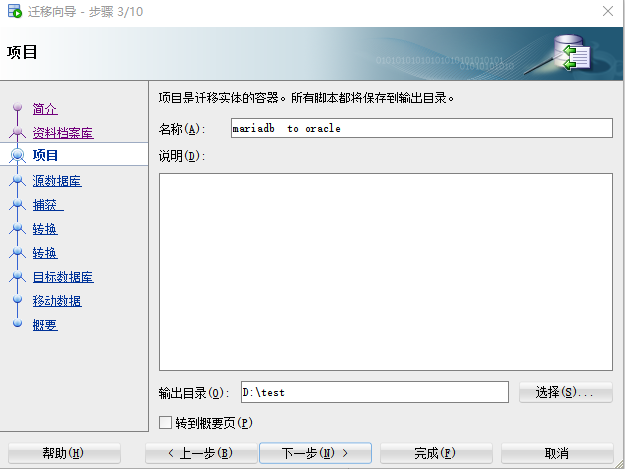 迁移向导 - 步骤 3/10
项目
0101010101010101010101010101
010101010
简介
资料档案库
项目
源数据库
捕获
转换
转换
目标数据库
移动数据
概要
项目是迁移实体的容器。所有脚本都将保存到输出目录。
名称(A):
mariadb  to oracle
说明(D):
输出目录(O):
D:\test
选择(S)...
转到概要页(P)
帮助(H)
< 上一步(B)
下一步(N) >
完成(F)
取消